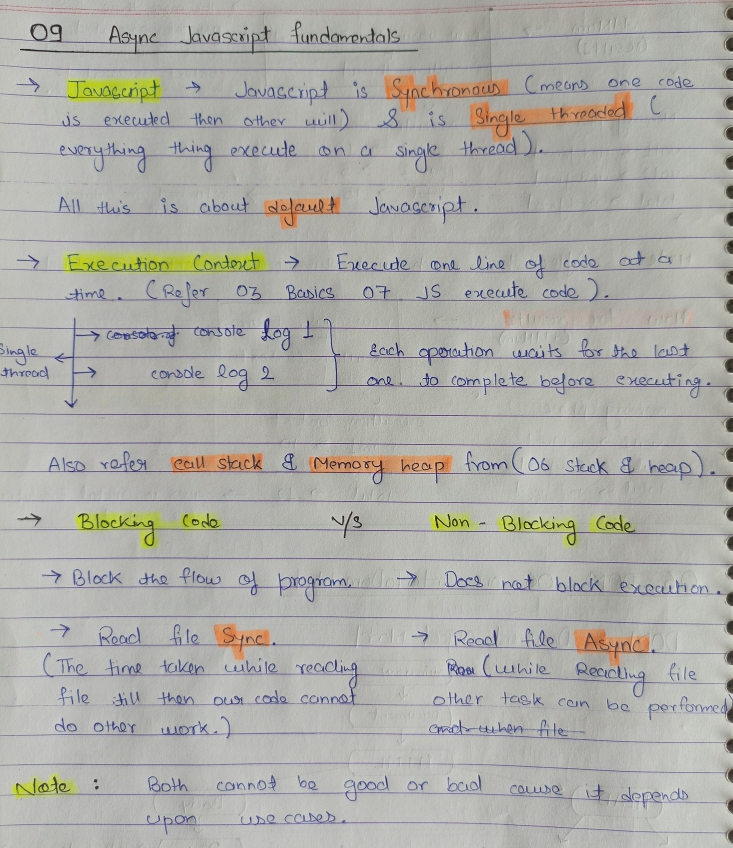 09 Async Javascript fundamentals
→ Javascript → Javascript is Synchronous (means one code
is executed then other will) & is Single threaded (
everything thing execute on a single thread).
All this is about default Javascript.
→ Execution Context → Execute one line of code at a
time. (Refer 03 Basics 07 JS execute code).
→ console log 1
Single thread
→ console log 2
Each operation waits for the last
one to complete before executing.
Also refer call stack & Memory heap from (06 stack & heap).
→ Blocking Code V/S Non - Blocking Code
→ Block the flow of program. → Does not block execution.
→ Read file Sync. → Read file Async.
(The time taken while reading (while Reading file
file till then our code cannot other task can be performed
do other work.) and when file
Note : Both cannot be good or bad cause it depends
upon use cases.